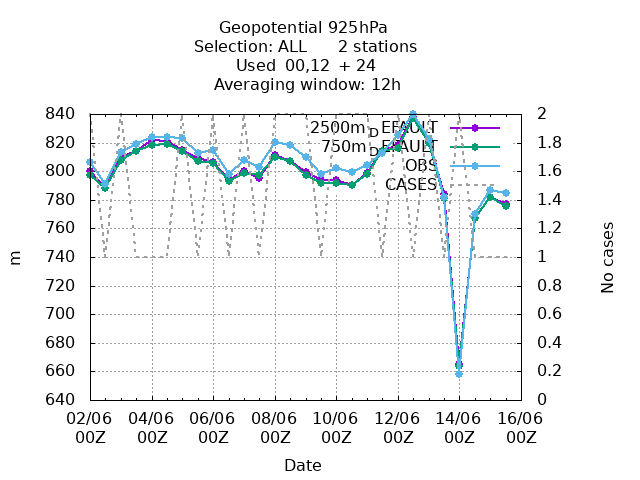 Geopotential 925hPa
Selection: ALL 2 stations
Used 00,12 + 24
Averaging window: 12h
2500m_DEFAULT
750m_DEFAULT
OBS
CASES
840 2
820 1.8
800 1.6
780 1.4
760 1.2
740 1
720 0.8
700 0.6
680 0.4
660 0.2
640 0
m
No cases
02/06 04/06 06/06 08/06 10/06 12/06 14/06 16/06
00Z 00Z 00Z 00Z 00Z 00Z 00Z 00Z
Date